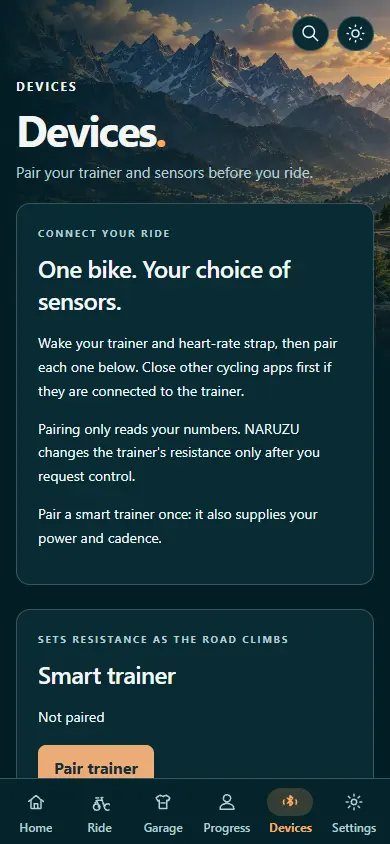 DEVICES
Devices.
Pair your trainer and sensors before you ride.
CONNECT YOUR RIDE
One bike. Your choice of
sensors.
Wake your trainer and heart-rate strap, then pair
each one below. Close other cycling apps first if
they are connected to the trainer.
Pairing only reads your numbers. NARUZU
changes the trainer's resistance only after you
request control.
Pair a smart trainer once: it also supplies your
power and cadence.
SETS RESISTANCE AS THE ROAD CLIMBS
Smart trainer
Not paired
Pair trainer
Home
Ride
Garage
Progress
Devices
Settings